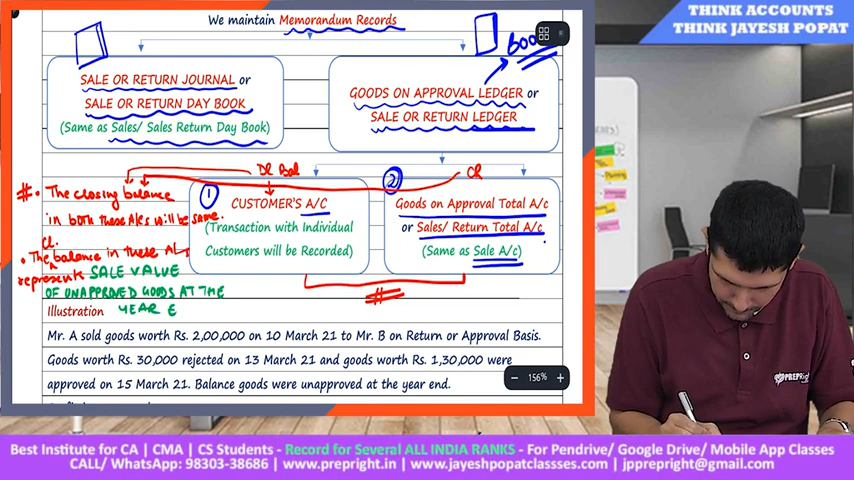 THINK ACCOUNTS
THINK JAYESH POPAT
We maintain Memorandum Records
SALE OR RETURN JOURNAL or
SALE OR RETURN DAY BOOK
(Same as Sales/ Sales Return Day Book)
GOODS ON APPROVAL LEDGER or
SALE OR RETURN LEDGER
Dr Bal
Cr
1
CUSTOMER'S A/C
(Transaction with Individual
Customers will be Recorded)
2
Goods on Approval Total A/c
or Sales/ Return Total A/c
(Same as Sale A/c)
#. The closing balance
in both these A/cs will be same.
#
Cl.
• The balance in these A/cs
represents SALE VALUE
OF UNAPPROVED GOODS AT THE
YEAR E
Illustration
Mr. A sold goods worth Rs. 2,00,000 on 10 March 21 to Mr. B on Return or Approval Basis.
Goods worth Rs. 30,000 rejected on 13 March 21 and goods worth Rs. 1,30,000 were
approved on 15 March 21. Balance goods were unapproved at the year end.
156%
PREPRIGHT
Best Institute for CA | CMA | CS Students - Record for Several ALL INDIA RANKS - For Pendrive/ Google Drive/ Mobile App Classes
CALL/ WhatsApp: 98303-38686 | www.prepright.in | www.jayeshpopatclassses.com | jpprepright@gmail.com